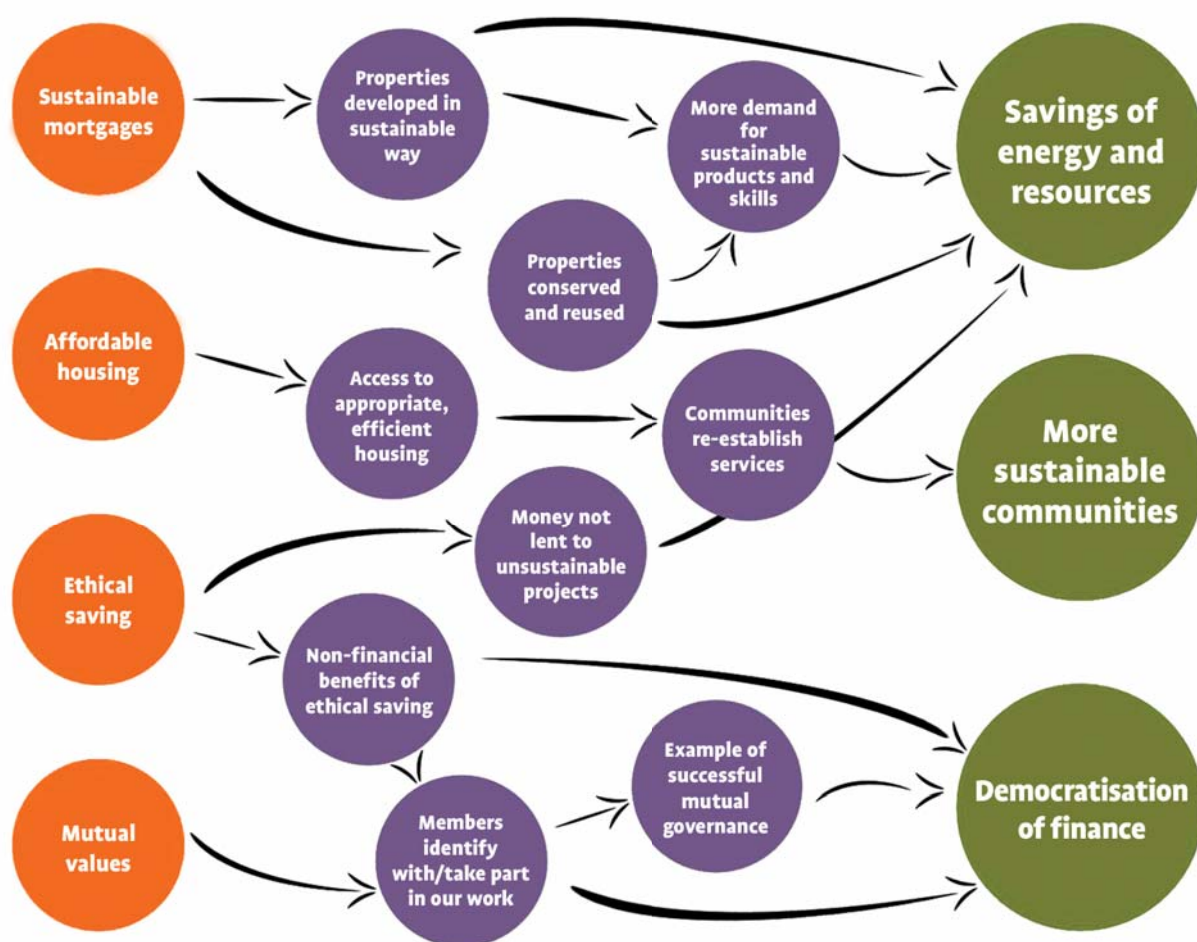 Sustainable
mortgages
Properties
developed in
sustainable
way
More demand
for
sustainable
products and
skills
Savings of
energy and
resources
Properties
conserved
and reused
Affordable
housing
Access to
appropriate,
efficient
housing
Communities
re-establish
services
More
sustainable
communities
Ethical
saving
Money not
lent to
unsustainable
projects
Non-financial
benefits of
ethical saving
Mutual
values
Members
identify
with/take part
in our work
Example of
successful
mutual
governance
Democratisation
of finance